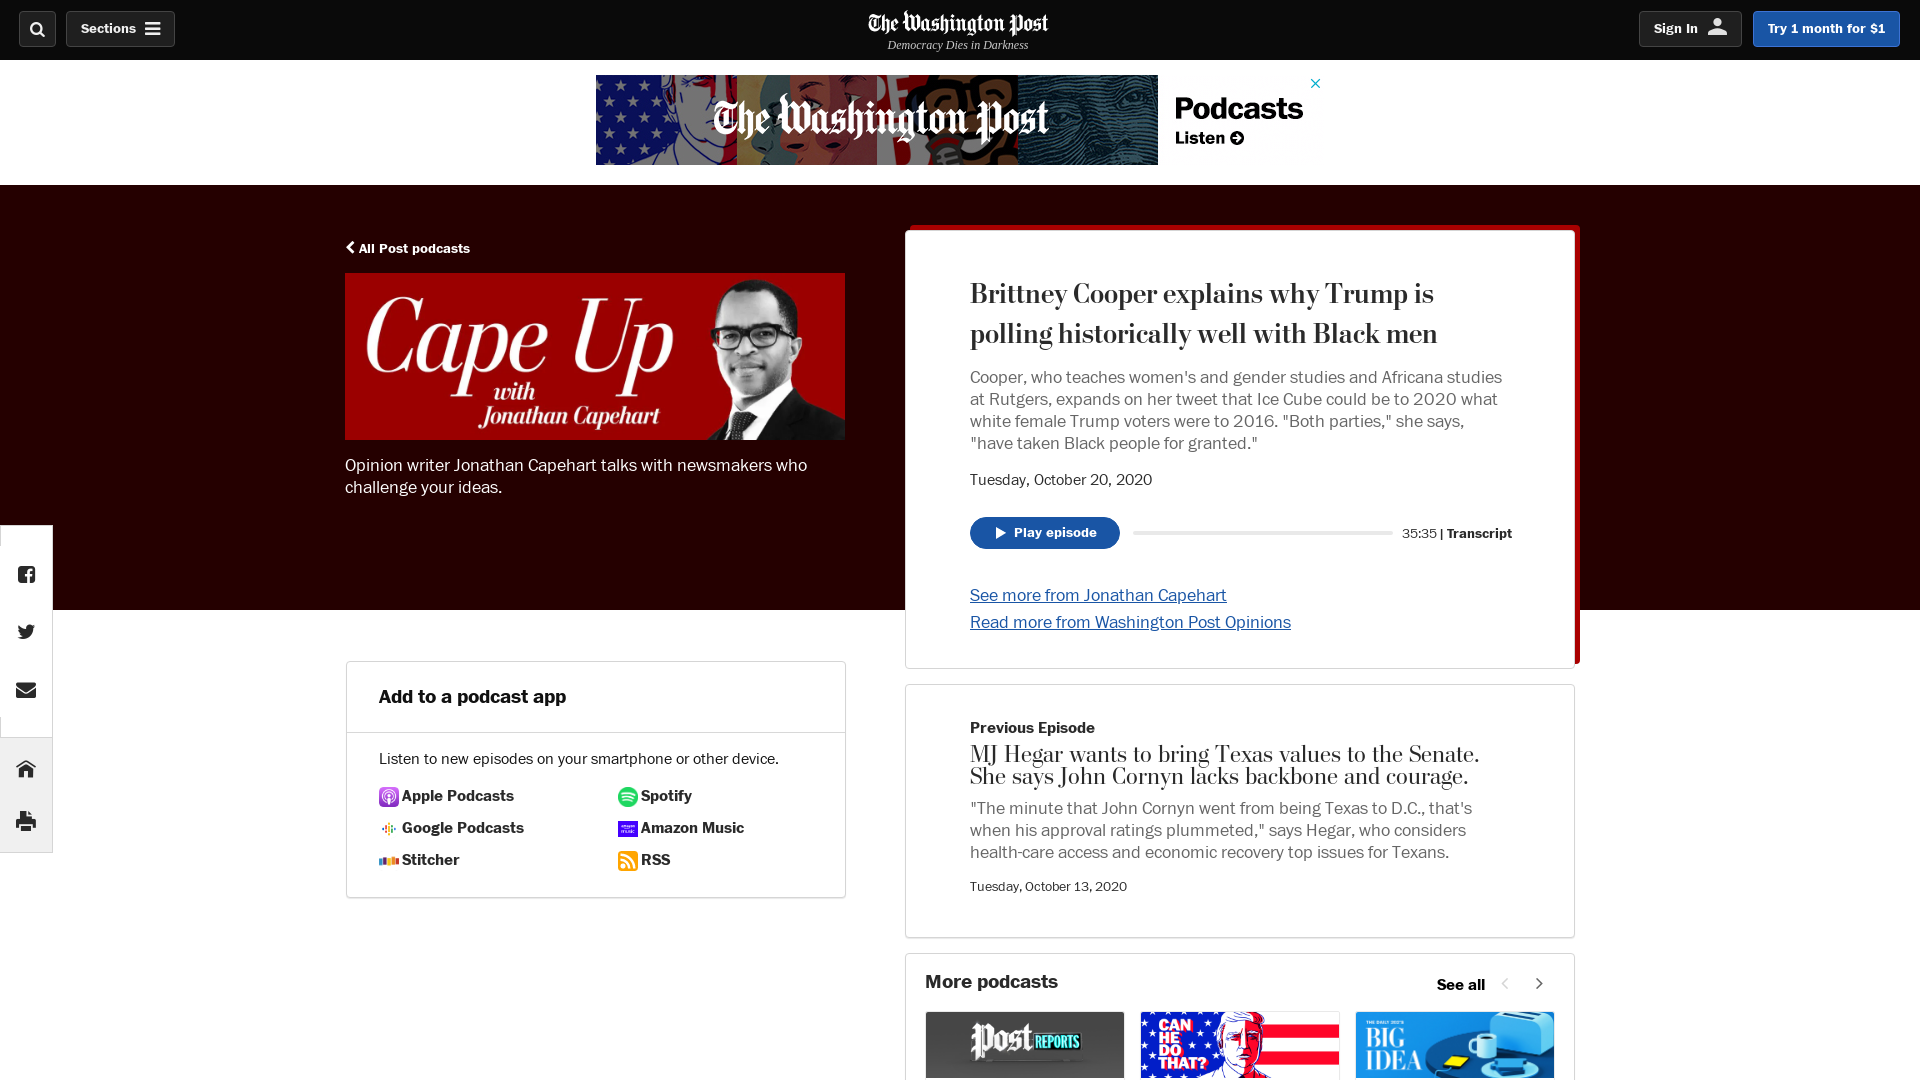 Sections
The Washington Post
Democracy Dies in Darkness
Sign In
Try 1 month for $1
The Washington Post
Podcasts
Listen
All Post podcasts
Cape Up
with
Jonathan Capehart
Opinion writer Jonathan Capehart talks with newsmakers who
challenge your ideas.
Brittney Cooper explains why Trump is
polling historically well with Black men
Cooper, who teaches women's and gender studies and Africana studies
at Rutgers, expands on her tweet that Ice Cube could be to 2020 what
white female Trump voters were to 2016. "Both parties," she says,
"have taken Black people for granted."
Tuesday, October 20, 2020
Play episode
35:35 | Transcript
See more from Jonathan Capehart
Read more from Washington Post Opinions
Add to a podcast app
Listen to new episodes on your smartphone or other device.
Apple Podcasts
Spotify
Google Podcasts
Amazon Music
Stitcher
RSS
Previous Episode
MJ Hegar wants to bring Texas values to the Senate.
She says John Cornyn lacks backbone and courage.
"The minute that John Cornyn went from being Texas to D.C., that's
when his approval ratings plummeted," says Hegar, who considers
health-care access and economic recovery top issues for Texans.
Tuesday, October 13, 2020
More podcasts
See all
Post REPORTS
CAN
HE
DO
THAT?
THE DAILY 202'S
BIG
IDEA